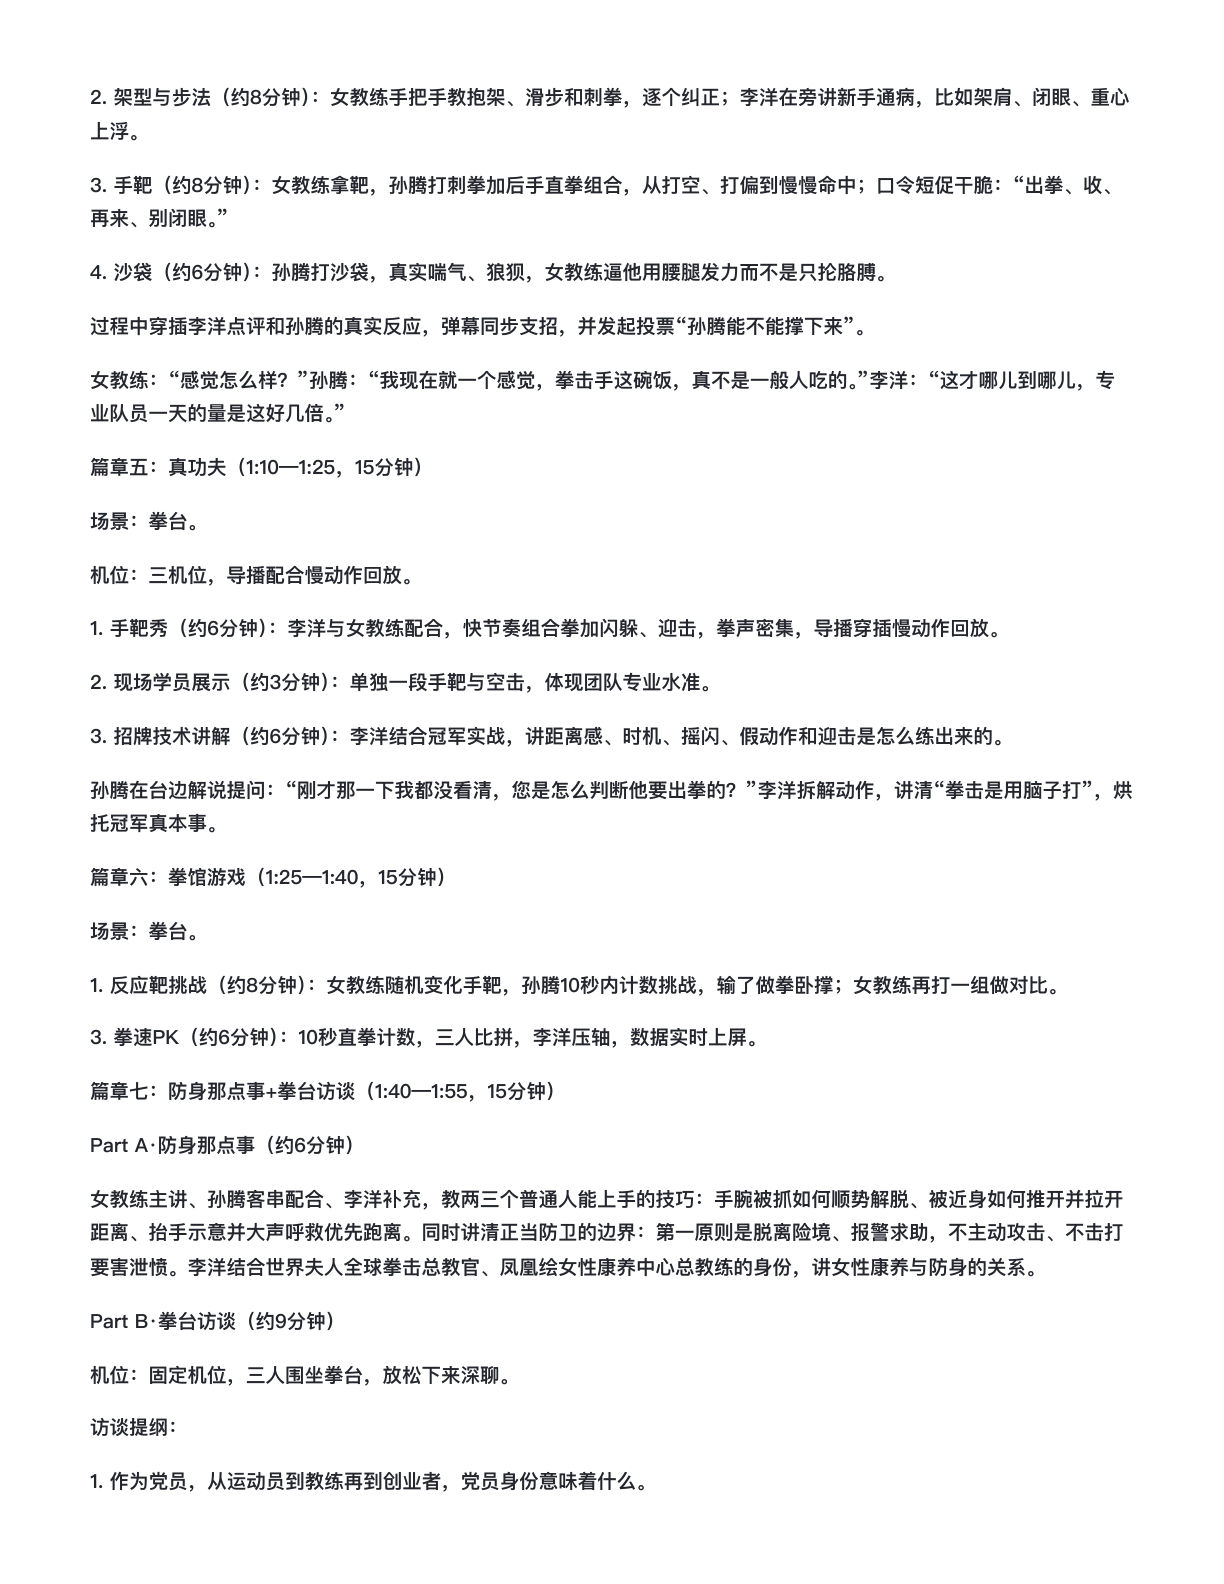 2. 架型与步法（约8分钟）：女教练手把手教抱架、滑步和刺拳，逐个纠正；李洋在旁讲新手通病，比如架肩、闭眼、重心
上浮。
3. 手靶（约8分钟）：女教练拿靶，孙腾打刺拳加后手直拳组合，从打空、打偏到慢慢命中；口令短促干脆：“出拳、收、
再来、别闭眼。”
4. 沙袋（约6分钟）：孙腾打沙袋，真实喘气、狼狈，女教练逼他用腰腿发力而不是只抡胳膊。
过程中穿插李洋点评和孙腾的真实反应，弹幕同步支招，并发起投票“孙腾能不能撑下来”。
女教练：“感觉怎么样？”孙腾：“我现在就一个感觉，拳击手这碗饭，真不是一般人吃的。”李洋：“这才哪儿到哪儿，专
业队员一天的量是这好几倍。”
篇章五：真功夫（1:10—1:25，15分钟）
场景：拳台。
机位：三机位，导播配合慢动作回放。
1. 手靶秀（约6分钟）：李洋与女教练配合，快节奏组合拳加闪躲、迎击，拳声密集，导播穿插慢动作回放。
2. 现场学员展示（约3分钟）：单独一段手靶与空击，体现团队专业水准。
3. 招牌技术讲解（约6分钟）：李洋结合冠军实战，讲距离感、时机、摇闪、假动作和迎击是怎么练出来的。
孙腾在台边解说提问：“刚才那一下我都没看清，您是怎么判断他要出拳的？”李洋拆解动作，讲清“拳击是用脑子打”，烘
托冠军真本事。
篇章六：拳馆游戏（1:25—1:40，15分钟）
场景：拳台。
1. 反应靶挑战（约8分钟）：女教练随机变化手靶，孙腾10秒内计数挑战，输了做拳卧撑；女教练再打一组做对比。
3. 拳速PK（约6分钟）：10秒直拳计数，三人比拼，李洋压轴，数据实时上屏。
篇章七：防身那点事+拳台访谈（1:40—1:55，15分钟）
Part A·防身那点事（约6分钟）
女教练主讲、孙腾客串配合、李洋补充，教两三个普通人能上手的技巧：手腕被抓如何顺势解脱、被近身如何推开并拉开
距离、抬手示意并大声呼救优先跑离。同时讲清正当防卫的边界：第一原则是脱离险境、报警求助，不主动攻击、不击打
要害泄愤。李洋结合世界夫人全球拳击总教官、凤凰绘女性康养中心总教练的身份，讲女性康养与防身的关系。
Part B·拳台访谈（约9分钟）
机位：固定机位，三人围坐拳台，放松下来深聊。
访谈提纲：
1. 作为党员，从运动员到教练再到创业者，党员身份意味着什么。